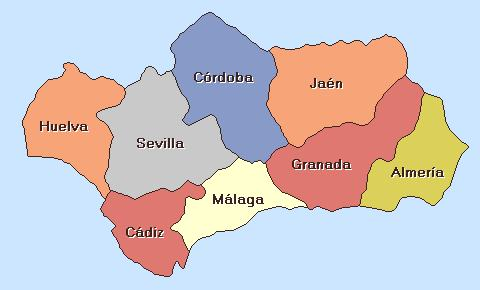 Córdoba
Jaén
Huelva
Sevilla
Granada
Almería
Málaga
Cádiz